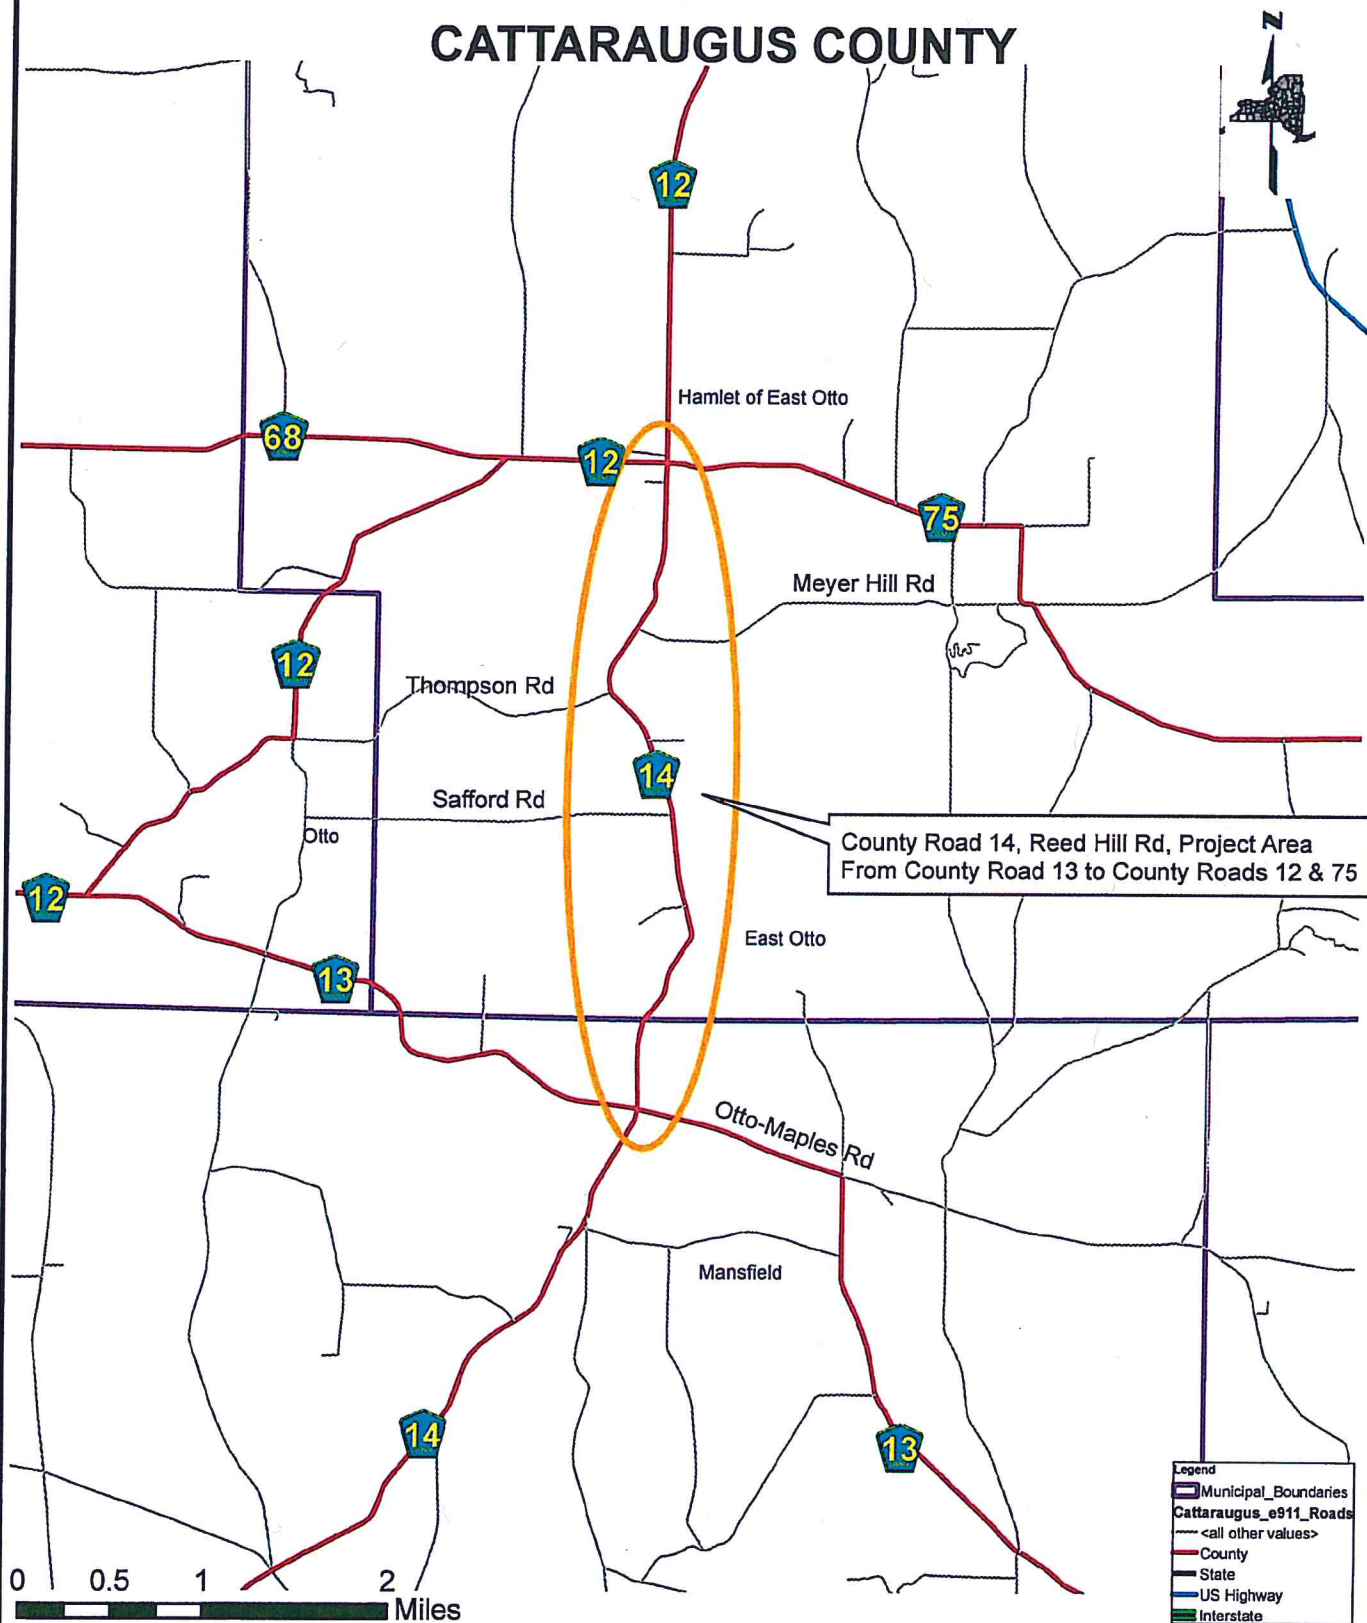 CATTARAUGUS COUNTY
N
12
Hamlet of East Otto
68
12
75
Meyer Hill Rd
12
Thompson Rd
14
Safford Rd
Otto
County Road 14, Reed Hill Rd, Project Area
From County Road 13 to County Roads 12 & 75
12
East Otto
13
Otto-Maples Rd
Mansfield
14
13
Legend
Municipal_Boundaries
Cattaraugus_e911_Roads
<all other values>
County
State
US Highway
Interstate
0 0.5 1 2
Miles